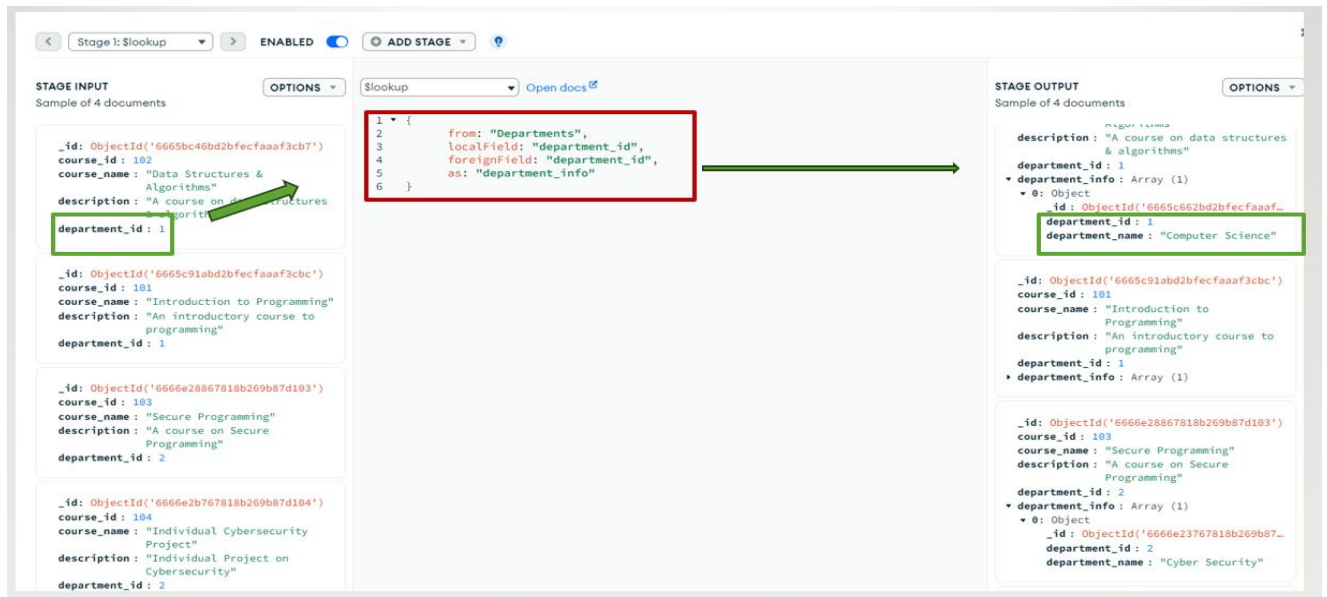 Stage 1: $lookup
ENABLED
ADD STAGE
STAGE INPUT
OPTIONS
Sample of 4 documents
_id: ObjectId('6665bc46bd2bfecfaaaf3cb7')
course_id : 102
course_name : "Data Structures &
Algorithms"
description : "A course on structures
department_id : 1
_id: ObjectId('6665c91abd2bfecfaaaf3cbc')
course_id : 101
course_name : "Introduction to Programming"
description : "An introductory course to
programming"
department_id : 1
_id: ObjectId('6666e28867818b269b87d103')
course_id : 103
course_name : "Secure Programming"
description : "A course on Secure
Programming"
department_id : 2
_id: ObjectId('6666e2b767818b269b87d104')
course_id : 104
course_name : "Individual Cybersecurity
Project"
description : "Individual Project on
Cybersecurity"
department_id : 2
$lookup
Open docs
1 {
2 from: "Departments",
3 localField: "department_id",
4 foreignField: "department_id",
5 as: "department_info"
6 }
STAGE OUTPUT
OPTIONS
Sample of 4 documents
description : "A course on data structures
& algorithms"
department_id : 1
department_info : Array (1)
0: Object
_id : ObjectId('6665c662bd2bfecfaaaf…
department_id : 1
department_name : "Computer Science"
_id: ObjectId('6665c91abd2bfecfaaaf3cbc')
course_id : 101
course_name : "Introduction to
Programming"
description : "An introductory course to
programming"
department_id : 1
department_info : Array (1)
_id: ObjectId('6666e28867818b269b87d103')
course_id : 103
course_name : "Secure Programming"
description : "A course on Secure
Programming"
department_id : 2
department_info : Array (1)
0: Object
_id : ObjectId('6666e23767818b269b87…
department_id : 2
department_name : "Cyber Security"